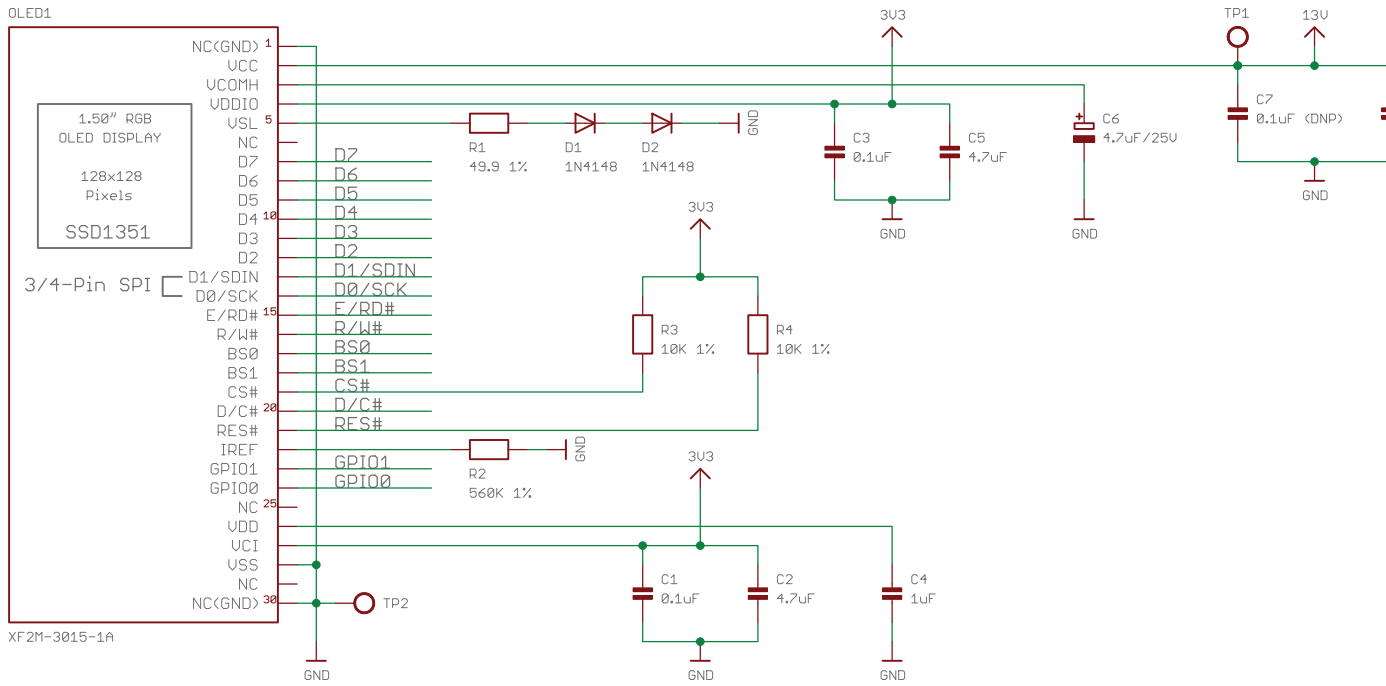 OLED1
NC(GND) 1
VCC
VCOMH
VDDIO
VSL 5
NC
D7
D6
D5
D4 10
D3
D2
D1/SDIN
D0/SCK
E/RD# 15
R/W#
BS0
BS1
CS#
D/C# 20
RES#
IREF
GPIO1
GPIO0
NC 25
VDD
VCI
VSS
NC
NC(GND) 30
1.50" RGB
OLED DISPLAY
128x128
Pixels
SSD1351
3/4-Pin SPI
XF2M-3015-1A
D7
D6
D5
D4
D3
D2
D1/SDIN
D0/SCK
E/RD#
R/W#
BS0
BS1
CS#
D/C#
RES#
GPIO1
GPIO0
R1
49.9 1%
D1
1N4148
D2
1N4148
GND
3V3
C3
0.1uF
C5
4.7uF
GND
C6
4.7uF/25V
GND
TP1
13V
C7
0.1uF (DNP)
GND
3V3
R3
10K 1%
R4
10K 1%
R2
560K 1%
GND
3V3
C1
0.1uF
C2
4.7uF
GND
C4
1uF
GND
TP2
GND